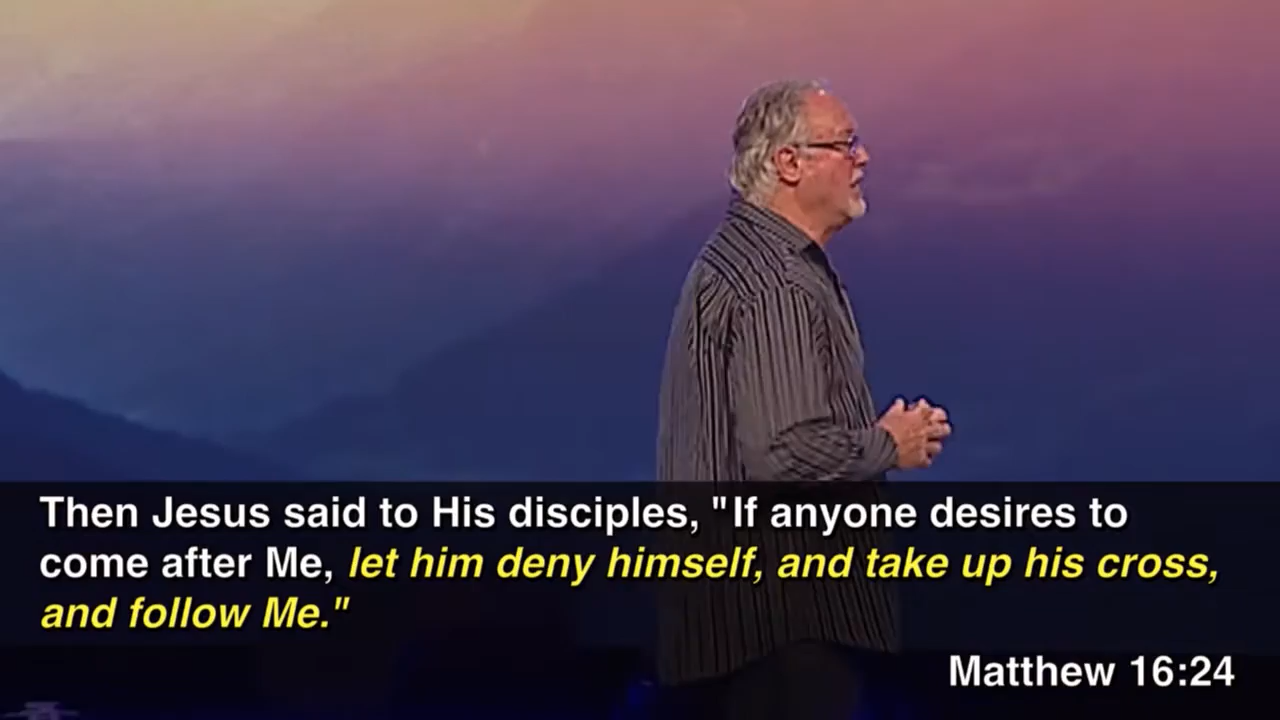 Then Jesus said to His disciples, "If anyone desires to
come after Me, let him deny himself, and take up his cross,
and follow Me."
Matthew 16:24